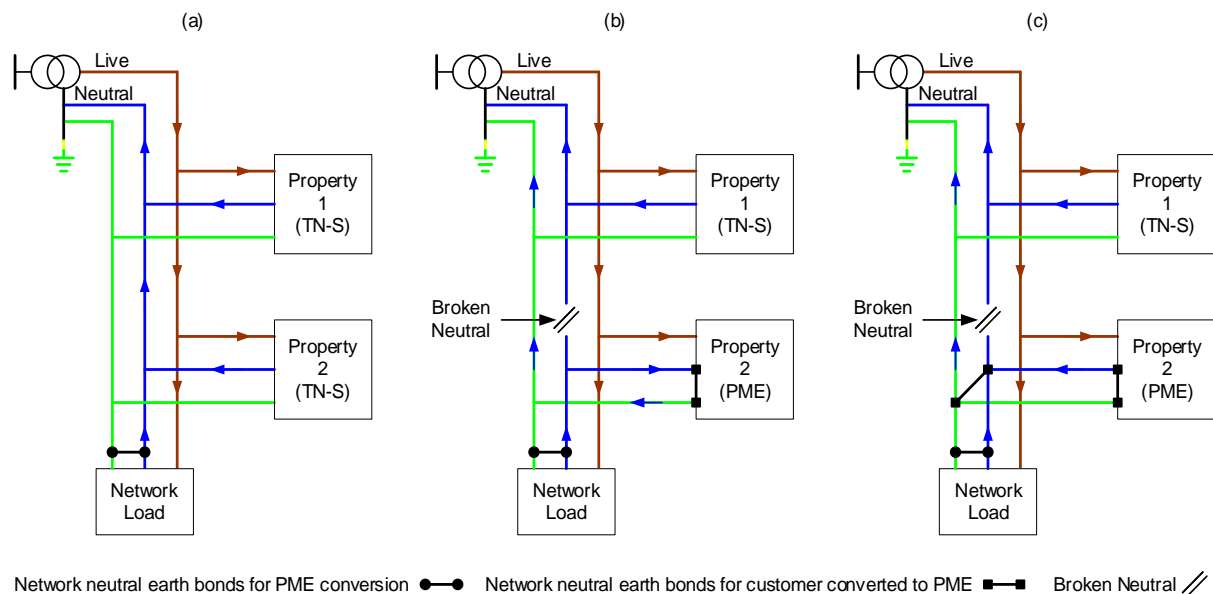 (a)
(b)
(c)
Live
Neutral
Property
1
(TN-S)
Property
2
(TN-S)
Network
Load
Live
Neutral
Property
1
(TN-S)
Broken
Neutral
Property
2
(PME)
Network
Load
Live
Neutral
Property
1
(TN-S)
Broken
Neutral
Property
2
(PME)
Network
Load
Network neutral earth bonds for PME conversion
Network neutral earth bonds for customer converted to PME
Broken Neutral